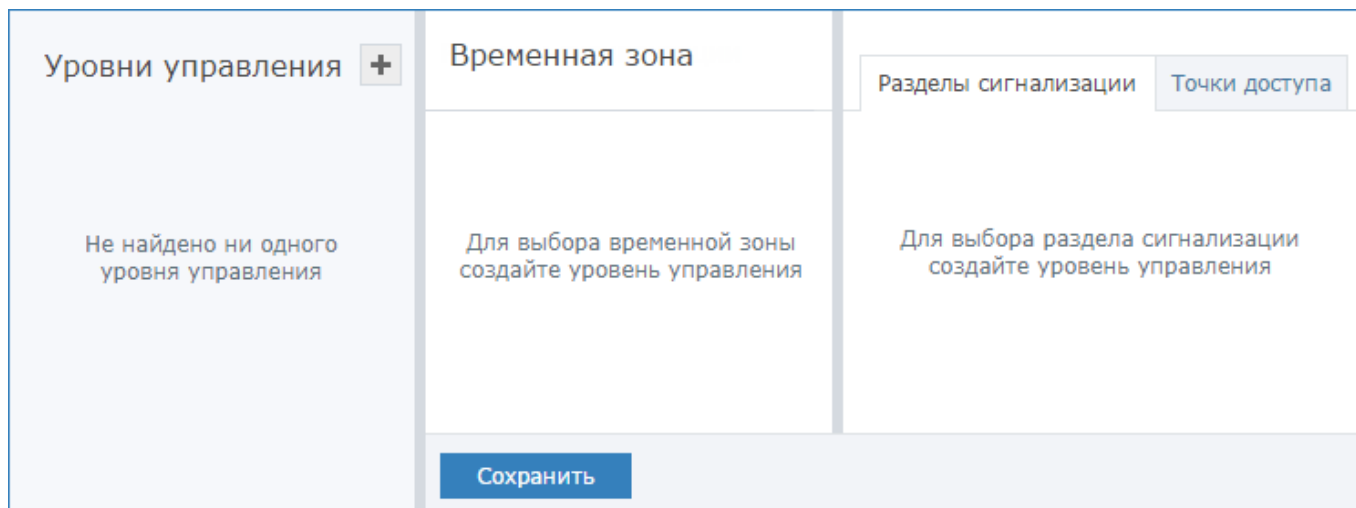 Уровни управления
Не найдено ни одного
уровня управления
Временная зона
Для выбора временной зоны
создайте уровень управления
Разделы сигнализации
Точки доступа
Для выбора раздела сигнализации
создайте уровень управления
Сохранить